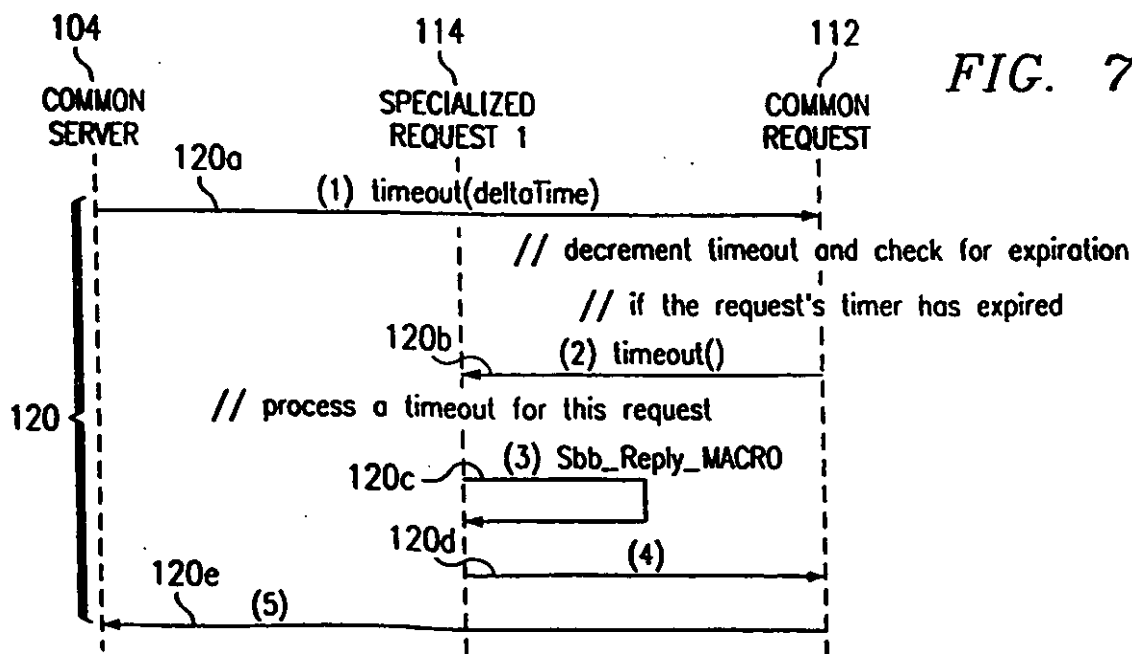 104
114
112
FIG. 7
COMMON
SERVER
SPECIALIZED
REQUEST 1
COMMON
REQUEST
120a
(1) timeout(deltaTime)
// decrement timeout and check for expiration
// if the request's timer has expired
120b
(2) timeout()
120
// process a timeout for this request
(3) Sbb_Reply_MACRO
120c
120d
(4)
120e
(5)